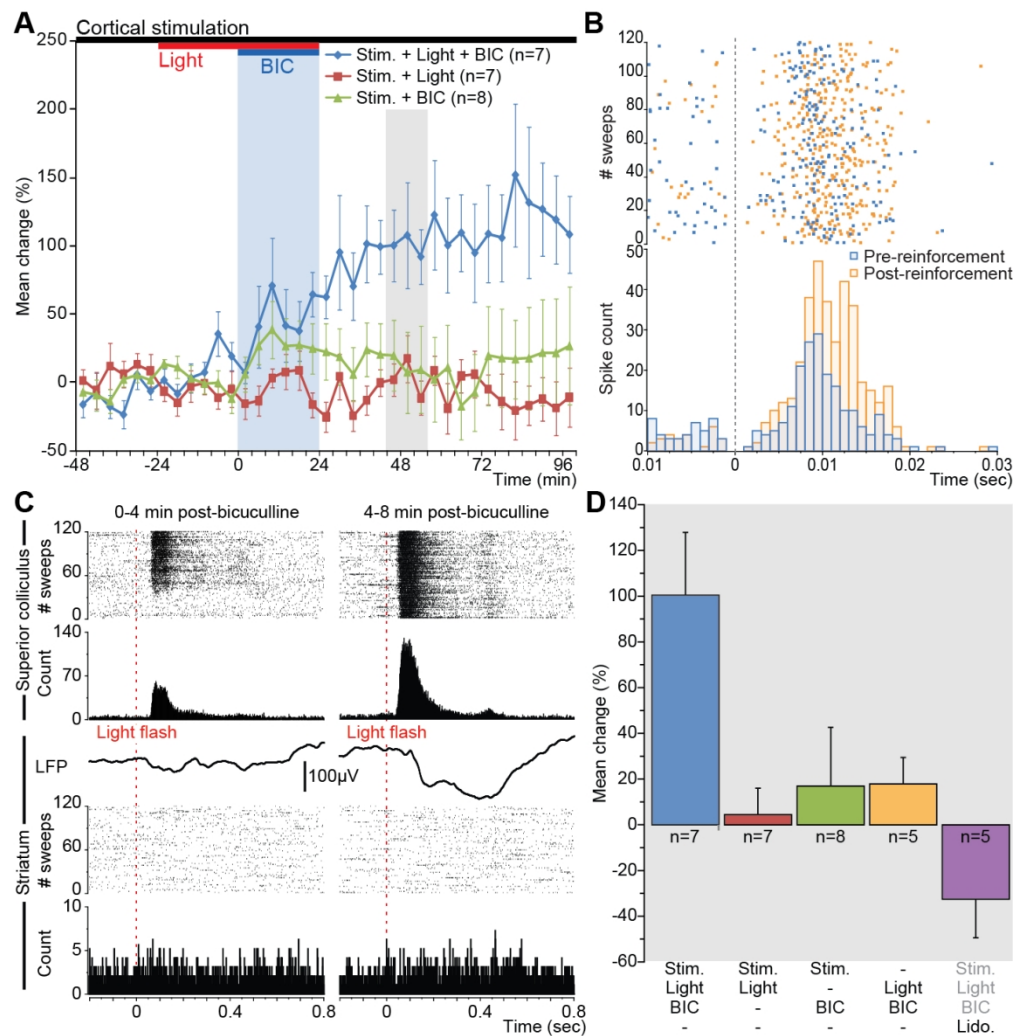 A
Cortical stimulation
Light
BIC
Stim. + Light + BIC (n=7)
Stim. + Light (n=7)
Stim. + BIC (n=8)
Mean change (%)
250
200
150
100
50
0
-50
-48
-24
0
24
48
72
96
Time (min)
B
# sweeps
120
100
80
60
40
20
0
Pre-reinforcement
Post-reinforcement
Spike count
50
40
30
20
10
0
0.01
0
0.01
0.02
0.03
Time (sec)
C
0-4 min post-bicuculline
4-8 min post-bicuculline
Superior colliculus
# sweeps
120
60
0
Count
140
70
0
Light flash
Light flash
LFP
100µV
Striatum
# sweeps
120
60
0
Count
10
5
0
0
0.4
0.8
0
0.4
0.8
Time (sec)
D
Mean change (%)
140
120
100
80
60
40
20
0
-20
-40
-60
n=7
n=7
n=8
n=5
n=5
Stim. Stim. Stim. - Stim.
Light Light - Light Light
BIC - BIC BIC BIC
- - - - Lido.